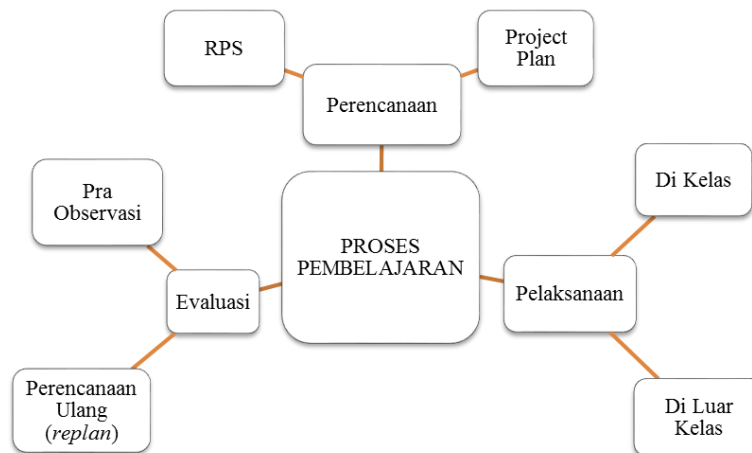 RPS
Project
Plan
Perencanaan
Pra
Observasi
Di Kelas
PROSES
PEMBELAJARAN
Evaluasi
Pelaksanaan
Perencanaan
Ulang
(replan)
Di Luar
Kelas